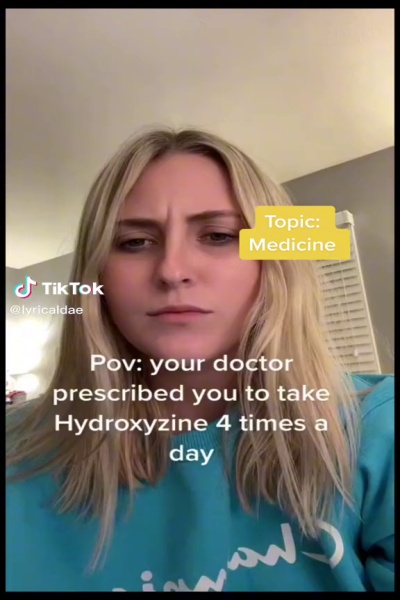 Topic:
Medicine
TikTok
@lyricaldae
Pov: your doctor
prescribed you to take
Hydroxyzine 4 times a
day